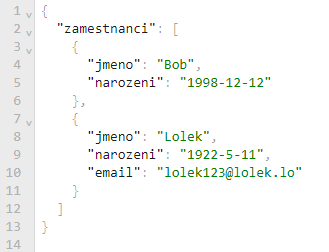 1 {
2   "zamestnanci": [
3     {
4       "jmeno": "Bob",
5       "narozeni": "1998-12-12"
6     },
7     {
8       "jmeno": "Lolek",
9       "narozeni": "1922-5-11",
10       "email": "lolek123@lolek.lo"
11     }
12   ]
13 }
14